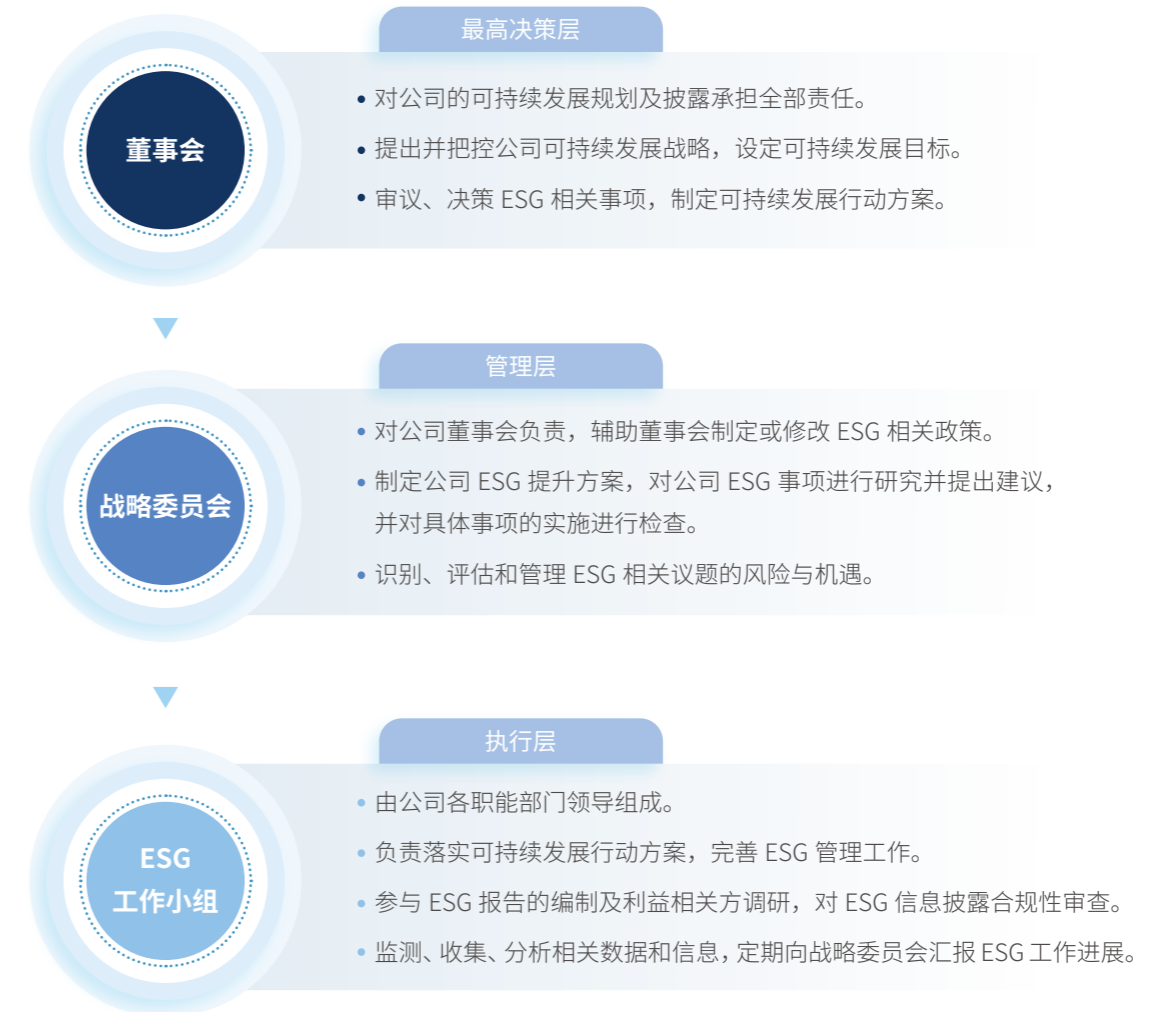 最高决策层
董事会
• 对公司的可持续发展规划及披露承担全部责任。
• 提出并把控公司可持续发展战略，设定可持续发展目标。
• 审议、决策 ESG 相关事项，制定可持续发展行动方案。
管理层
战略委员会
• 对公司董事会负责，辅助董事会制定或修改 ESG 相关政策。
• 制定公司 ESG 提升方案，对公司 ESG 事项进行研究并提出建议，
并对具体事项的实施进行检查。
• 识别、评估和管理 ESG 相关议题的风险与机遇。
执行层
ESG
工作小组
• 由公司各职能部门领导组成。
• 负责落实可持续发展行动方案，完善 ESG 管理工作。
• 参与 ESG 报告的编制及利益相关方调研，对 ESG 信息披露合规性审查。
• 监测、收集、分析相关数据和信息，定期向战略委员会汇报 ESG 工作进展。